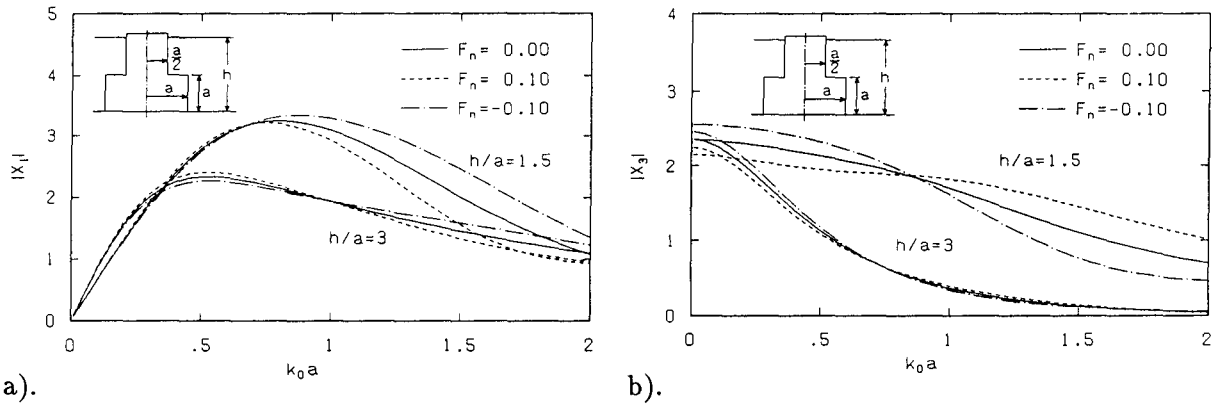 5
4
3
2
1
0
|X₁|
0
.5
1
1.5
2
k₀a
a/2
a
a
h
Fₙ= 0.00
Fₙ= 0.10
Fₙ=-0.10
h/a=1.5
h/a=3
a).
4
3
2
1
0
|X₃|
0
.5
1
1.5
2
k₀a
a/2
a
a
h
Fₙ= 0.00
Fₙ= 0.10
Fₙ=-0.10
h/a=1.5
h/a=3
b).